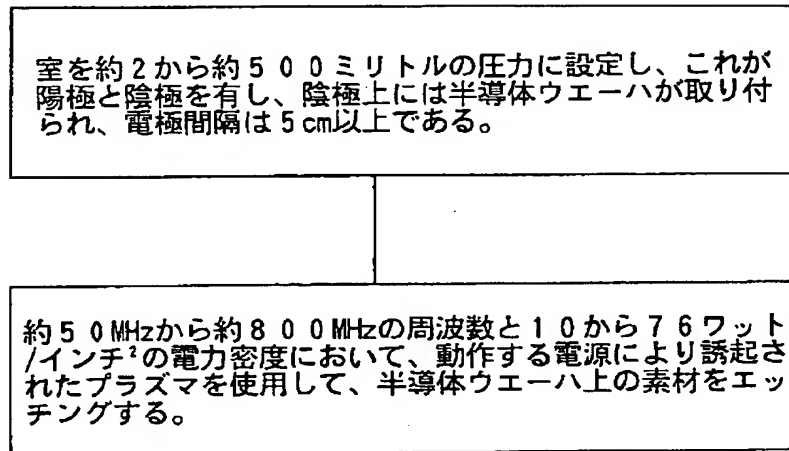 室を約2から約500ミリトルの圧力に設定し、これが
陽極と陰極を有し、陰極上には半導体ウエーハが取り付
られ、電極間隔は5cm以上である。
約50MHzから約800MHzの周波数と10から76ワット
/インチ²の電力密度において、動作する電源により誘起さ
れたプラズマを使用して、半導体ウエーハ上の素材をエッ
チングする。